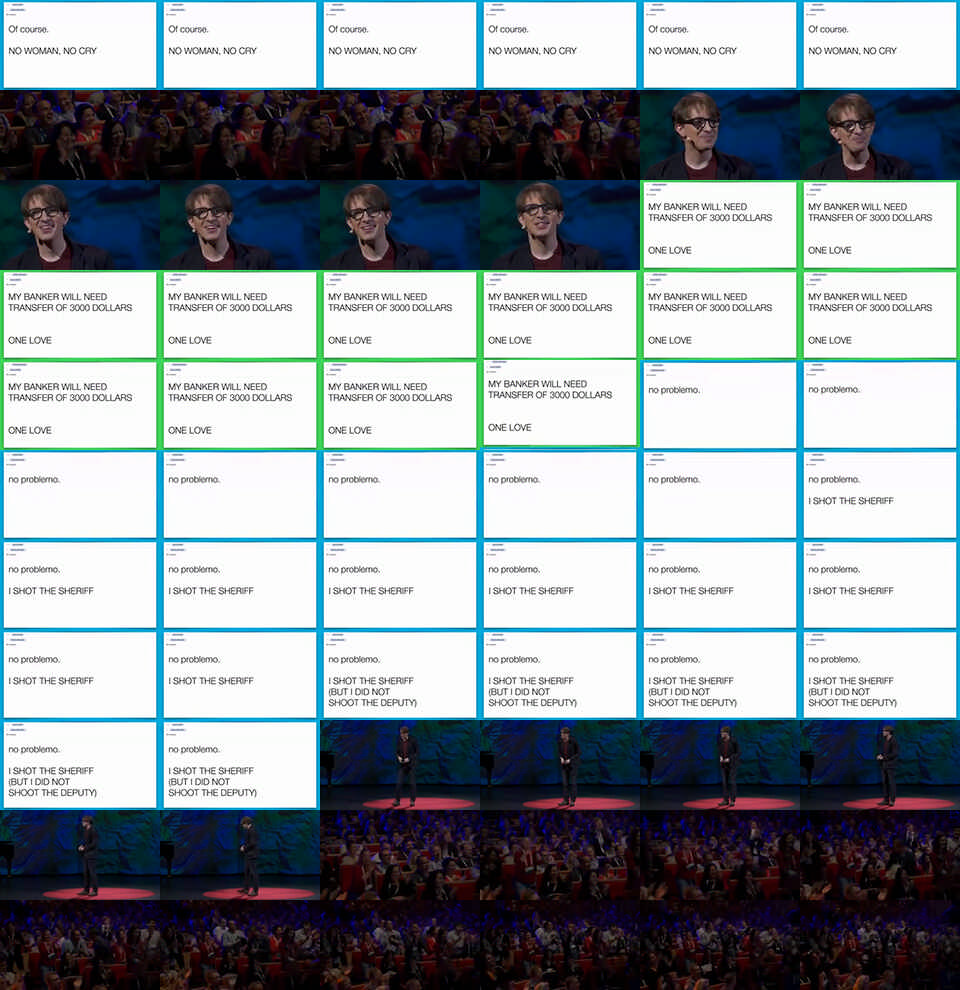 Of course.
NO WOMAN, NO CRY
Of course.
NO WOMAN, NO CRY
Of course.
NO WOMAN, NO CRY
Of course.
NO WOMAN, NO CRY
Of course.
NO WOMAN, NO CRY
Of course.
NO WOMAN, NO CRY
MY BANKER WILL NEED
TRANSFER OF 3000 DOLLARS
ONE LOVE
MY BANKER WILL NEED
TRANSFER OF 3000 DOLLARS
ONE LOVE
MY BANKER WILL NEED
TRANSFER OF 3000 DOLLARS
ONE LOVE
MY BANKER WILL NEED
TRANSFER OF 3000 DOLLARS
ONE LOVE
MY BANKER WILL NEED
TRANSFER OF 3000 DOLLARS
ONE LOVE
MY BANKER WILL NEED
TRANSFER OF 3000 DOLLARS
ONE LOVE
MY BANKER WILL NEED
TRANSFER OF 3000 DOLLARS
ONE LOVE
MY BANKER WILL NEED
TRANSFER OF 3000 DOLLARS
ONE LOVE
MY BANKER WILL NEED
TRANSFER OF 3000 DOLLARS
ONE LOVE
MY BANKER WILL NEED
TRANSFER OF 3000 DOLLARS
ONE LOVE
MY BANKER WILL NEED
TRANSFER OF 3000 DOLLARS
ONE LOVE
MY BANKER WILL NEED
TRANSFER OF 3000 DOLLARS
ONE LOVE
no problemo.
no problemo.
no problemo.
no problemo.
no problemo.
no problemo.
no problemo.
no problemo.
I SHOT THE SHERIFF
no problemo.
I SHOT THE SHERIFF
no problemo.
I SHOT THE SHERIFF
no problemo.
I SHOT THE SHERIFF
no problemo.
I SHOT THE SHERIFF
no problemo.
I SHOT THE SHERIFF
no problemo.
I SHOT THE SHERIFF
no problemo.
I SHOT THE SHERIFF
no problemo.
I SHOT THE SHERIFF
no problemo.
I SHOT THE SHERIFF
(BUT I DID NOT
SHOOT THE DEPUTY)
no problemo.
I SHOT THE SHERIFF
(BUT I DID NOT
SHOOT THE DEPUTY)
no problemo.
I SHOT THE SHERIFF
(BUT I DID NOT
SHOOT THE DEPUTY)
no problemo.
I SHOT THE SHERIFF
(BUT I DID NOT
SHOOT THE DEPUTY)
no problemo.
I SHOT THE SHERIFF
(BUT I DID NOT
SHOOT THE DEPUTY)
no problemo.
I SHOT THE SHERIFF
(BUT I DID NOT
SHOOT THE DEPUTY)